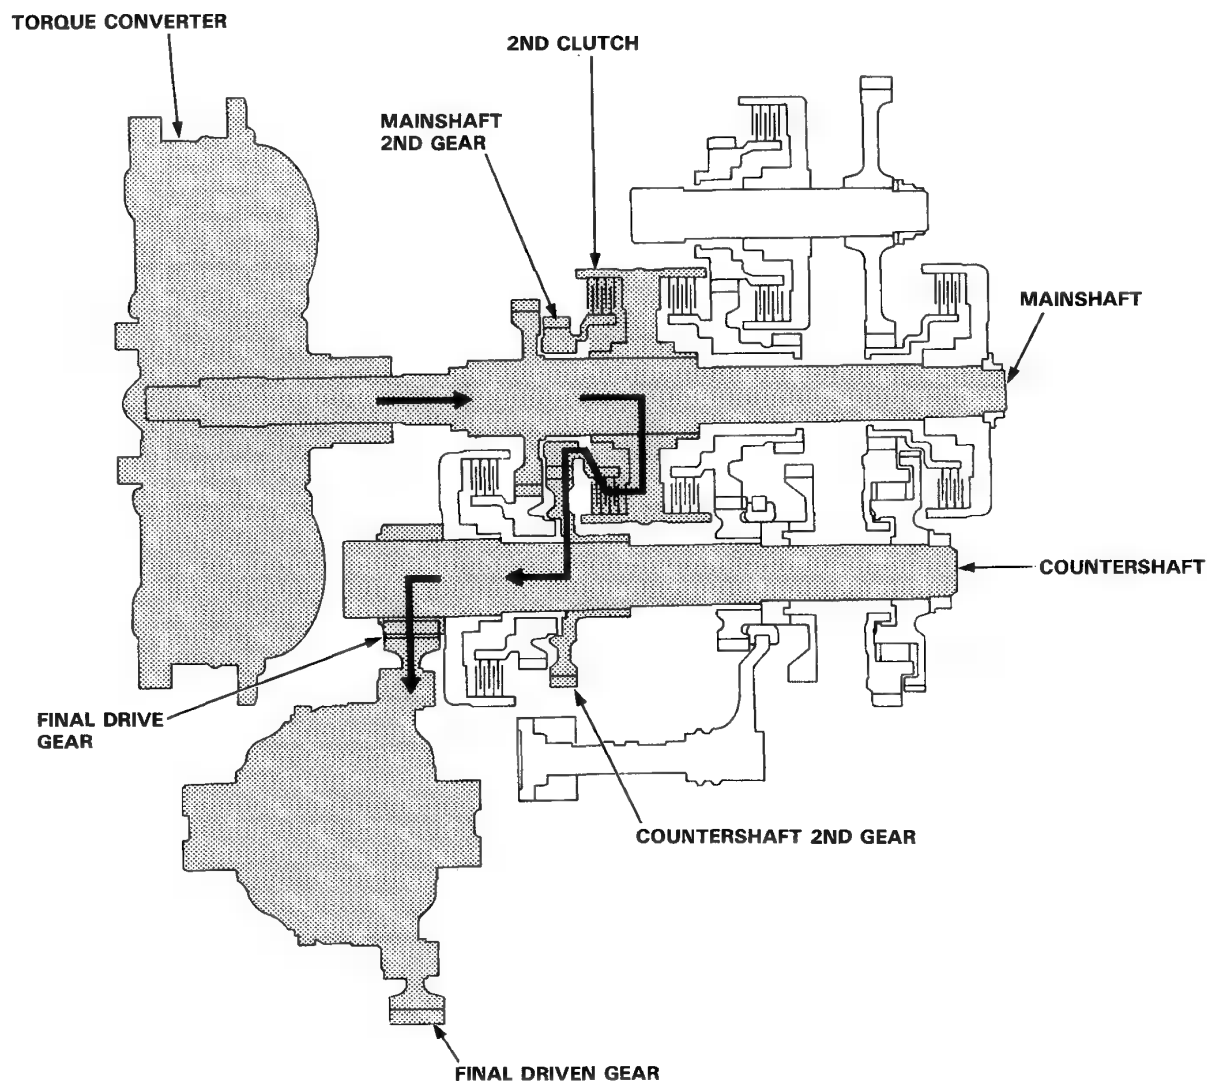 TORQUE CONVERTER
2ND CLUTCH
MAINSHAFT
2ND GEAR
MAINSHAFT
COUNTERSHAFT
FINAL DRIVE
GEAR
COUNTERSHAFT 2ND GEAR
FINAL DRIVEN GEAR